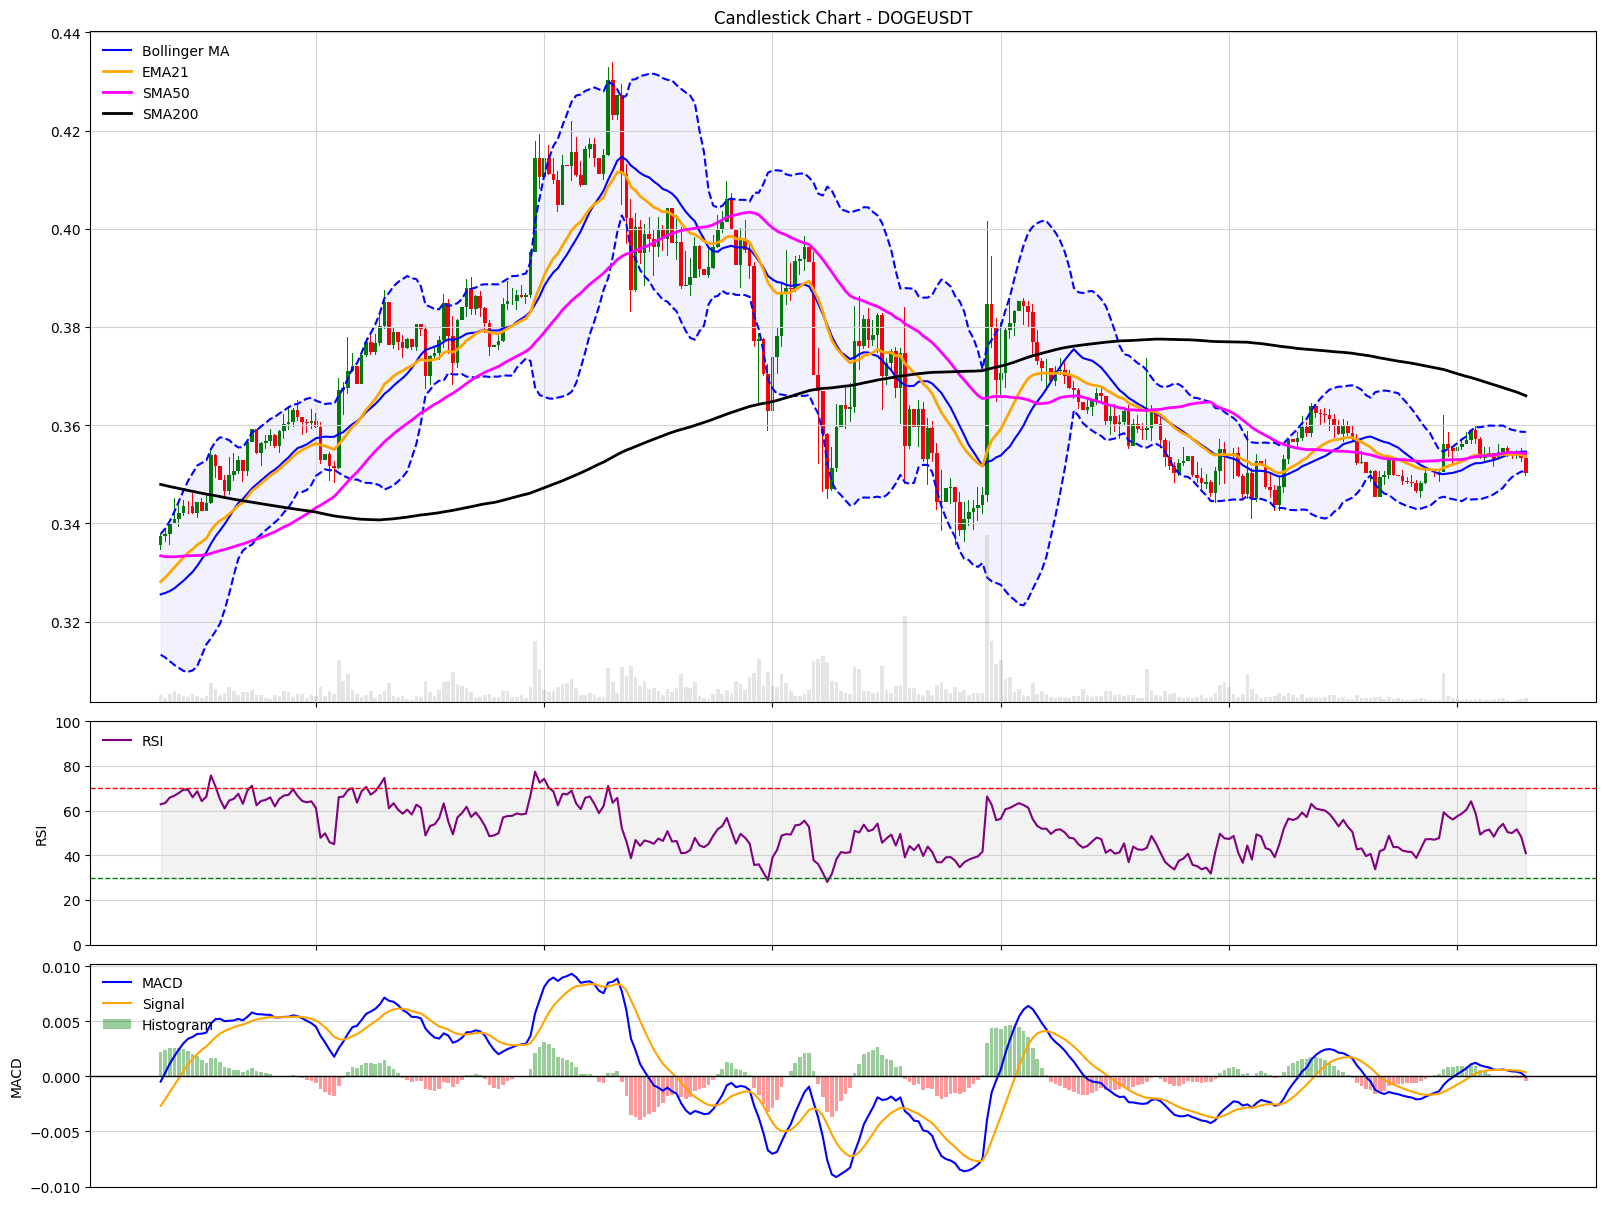 Candlestick Chart - DOGEUSDT
Bollinger MA
EMA21
SMA50
SMA200
0.44
0.42
0.40
0.38
0.36
0.34
0.32
RSI
RSI
100
80
60
40
20
0
MACD
Signal
Histogram
MACD
0.010
0.005
0.000
−0.005
−0.010